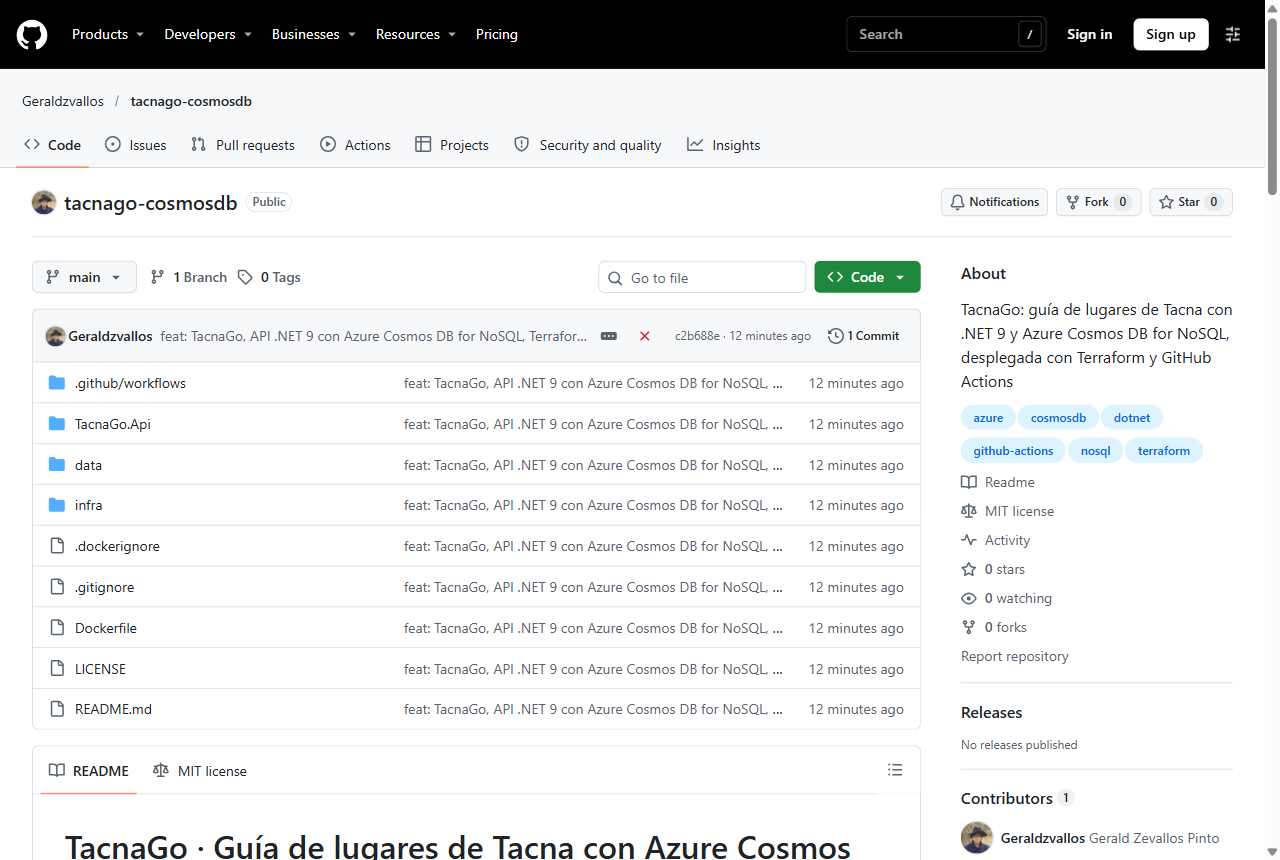 Products Developers Businesses Resources Pricing Search / Sign in Sign up
Geraldzvallos / tacnago-cosmosdb
Code Issues Pull requests Actions Projects Security and quality Insights
tacnago-cosmosdb Public Notifications Fork 0 Star 0
main 1 Branch 0 Tags Go to file Code
Geraldzvallos feat: TacnaGo, API .NET 9 con Azure Cosmos DB for NoSQL, Terrafor... c2b688e · 12 minutes ago 1 Commit
.github/workflows feat: TacnaGo, API .NET 9 con Azure Cosmos DB for NoSQL, ... 12 minutes ago
TacnaGo.Api feat: TacnaGo, API .NET 9 con Azure Cosmos DB for NoSQL, ... 12 minutes ago
data feat: TacnaGo, API .NET 9 con Azure Cosmos DB for NoSQL, ... 12 minutes ago
infra feat: TacnaGo, API .NET 9 con Azure Cosmos DB for NoSQL, ... 12 minutes ago
.dockerignore feat: TacnaGo, API .NET 9 con Azure Cosmos DB for NoSQL, ... 12 minutes ago
.gitignore feat: TacnaGo, API .NET 9 con Azure Cosmos DB for NoSQL, ... 12 minutes ago
Dockerfile feat: TacnaGo, API .NET 9 con Azure Cosmos DB for NoSQL, ... 12 minutes ago
LICENSE feat: TacnaGo, API .NET 9 con Azure Cosmos DB for NoSQL, ... 12 minutes ago
README.md feat: TacnaGo, API .NET 9 con Azure Cosmos DB for NoSQL, ... 12 minutes ago
README MIT license
TacnaGo · Guía de lugares de Tacna con Azure Cosmos
About
TacnaGo: guía de lugares de Tacna con
.NET 9 y Azure Cosmos DB for NoSQL,
desplegada con Terraform y GitHub
Actions
azure cosmosdb dotnet
github-actions nosql terraform
Readme
MIT license
Activity
0 stars
0 watching
0 forks
Report repository
Releases
No releases published
Contributors 1
Geraldzvallos Gerald Zevallos Pinto